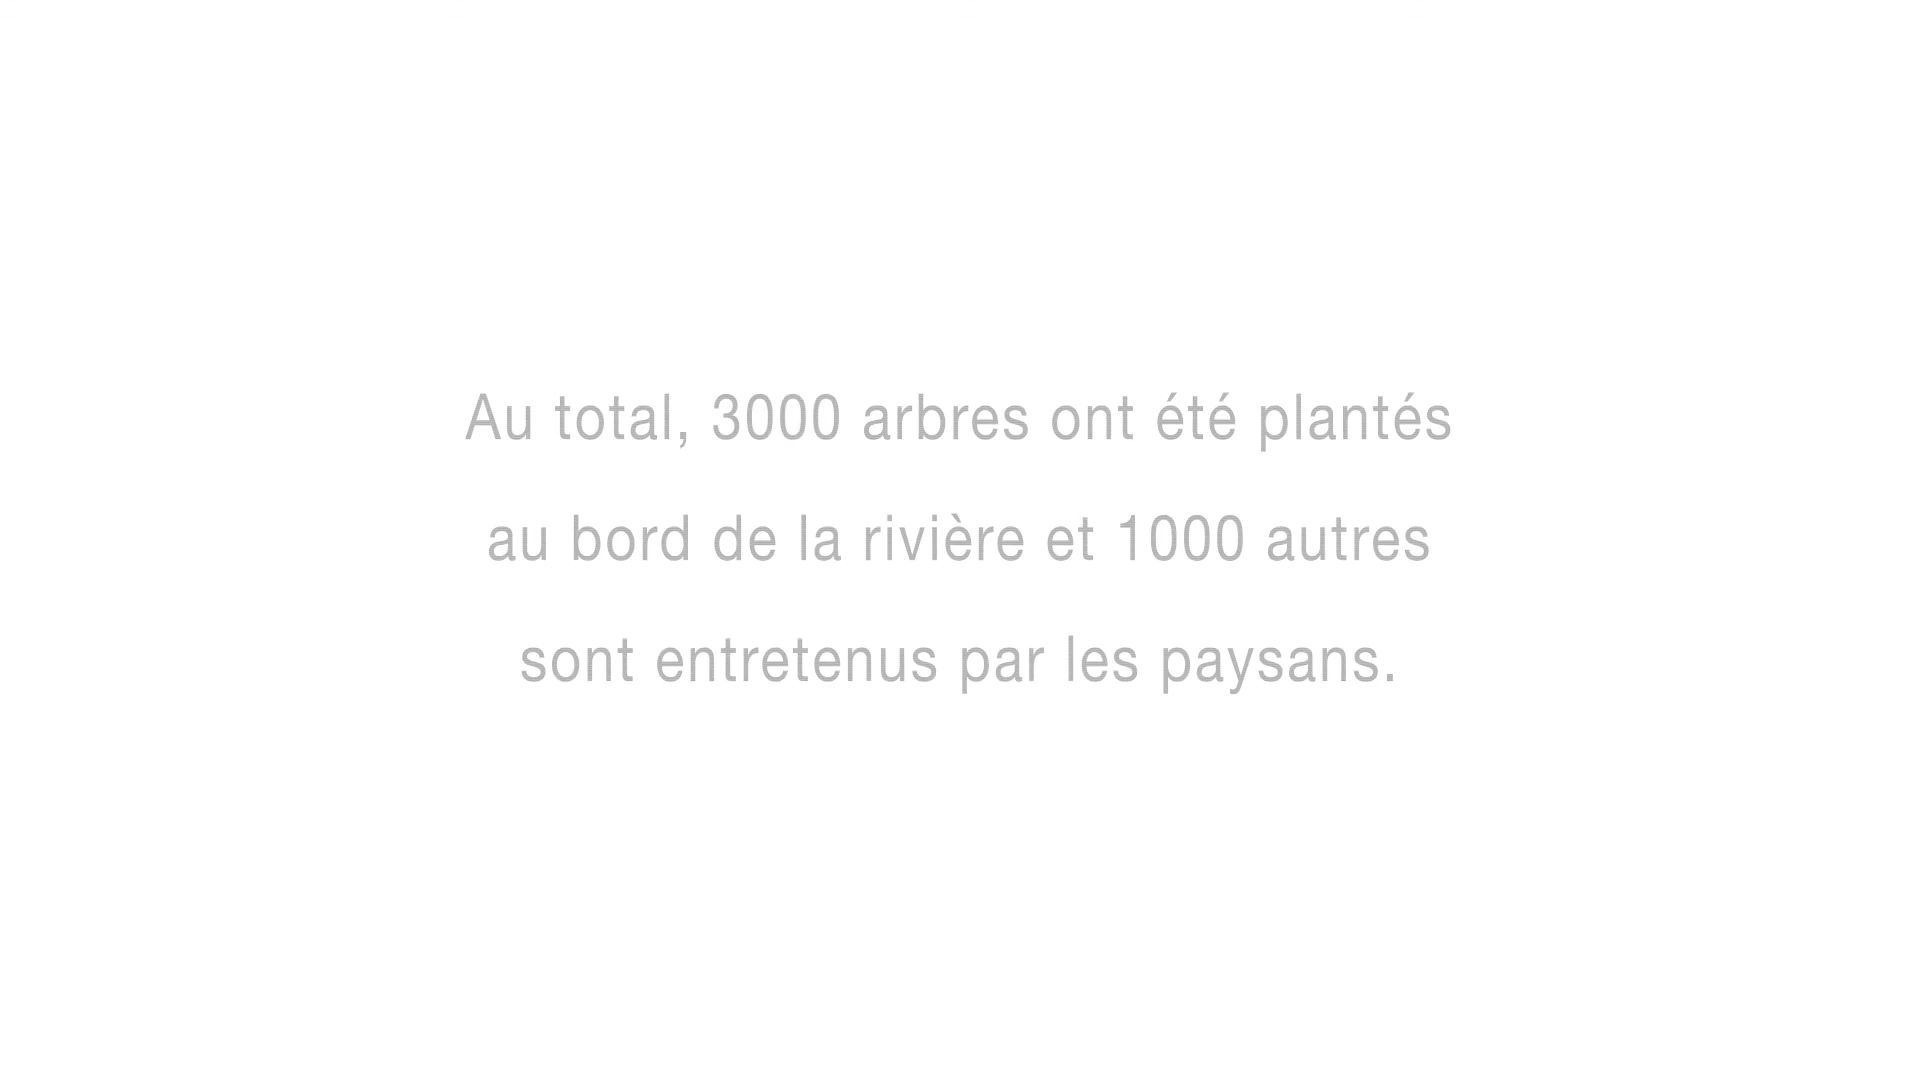 Au total, 3000 arbres ont été plantés
au bord de la rivière et 1000 autres
sont entretenus par les paysans.